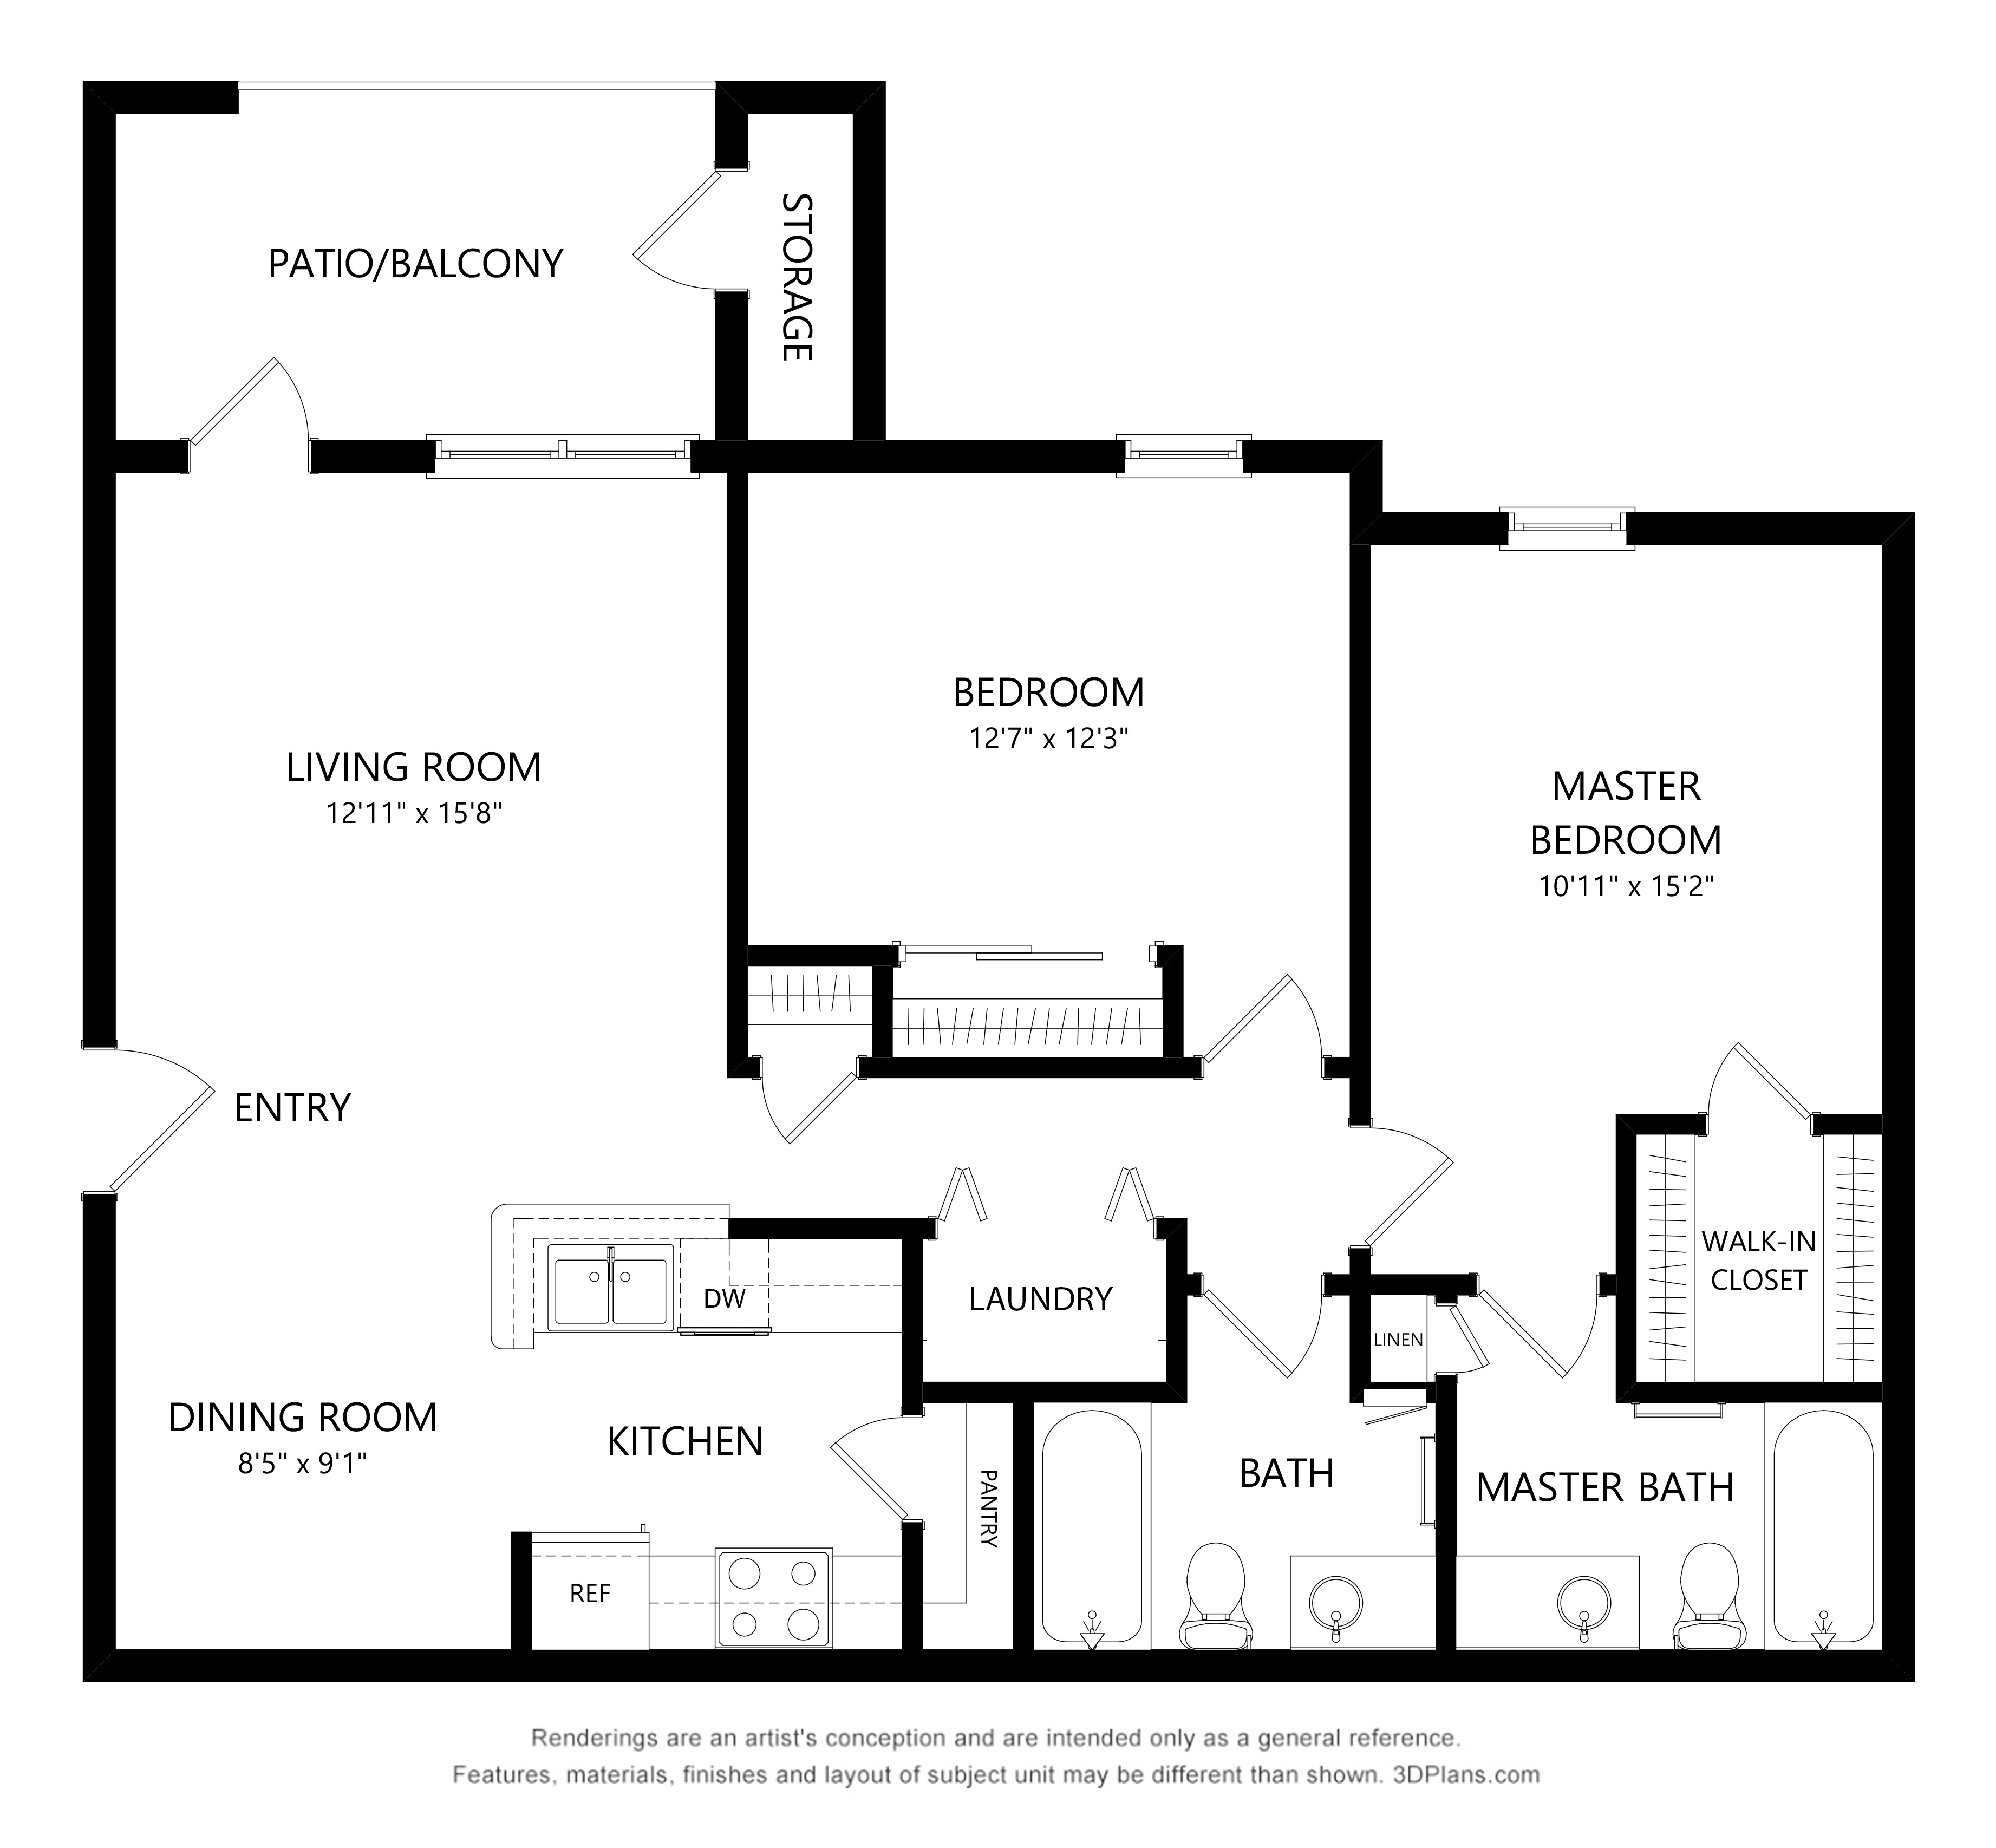 PATIO/BALCONY
STORAGE
BEDROOM
12'7" x 12'3"
LIVING ROOM
12'11" x 15'8"
MASTER
BEDROOM
10'11" x 15'2"
ENTRY
WALK-IN
CLOSET
DW
LAUNDRY
LINEN
DINING ROOM
8'5" x 9'1"
KITCHEN
PANTRY
BATH
MASTER BATH
REF
Renderings are an artist's conception and are intended only as a general reference.
Features, materials, finishes and layout of subject unit may be different than shown. 3DPlans.com